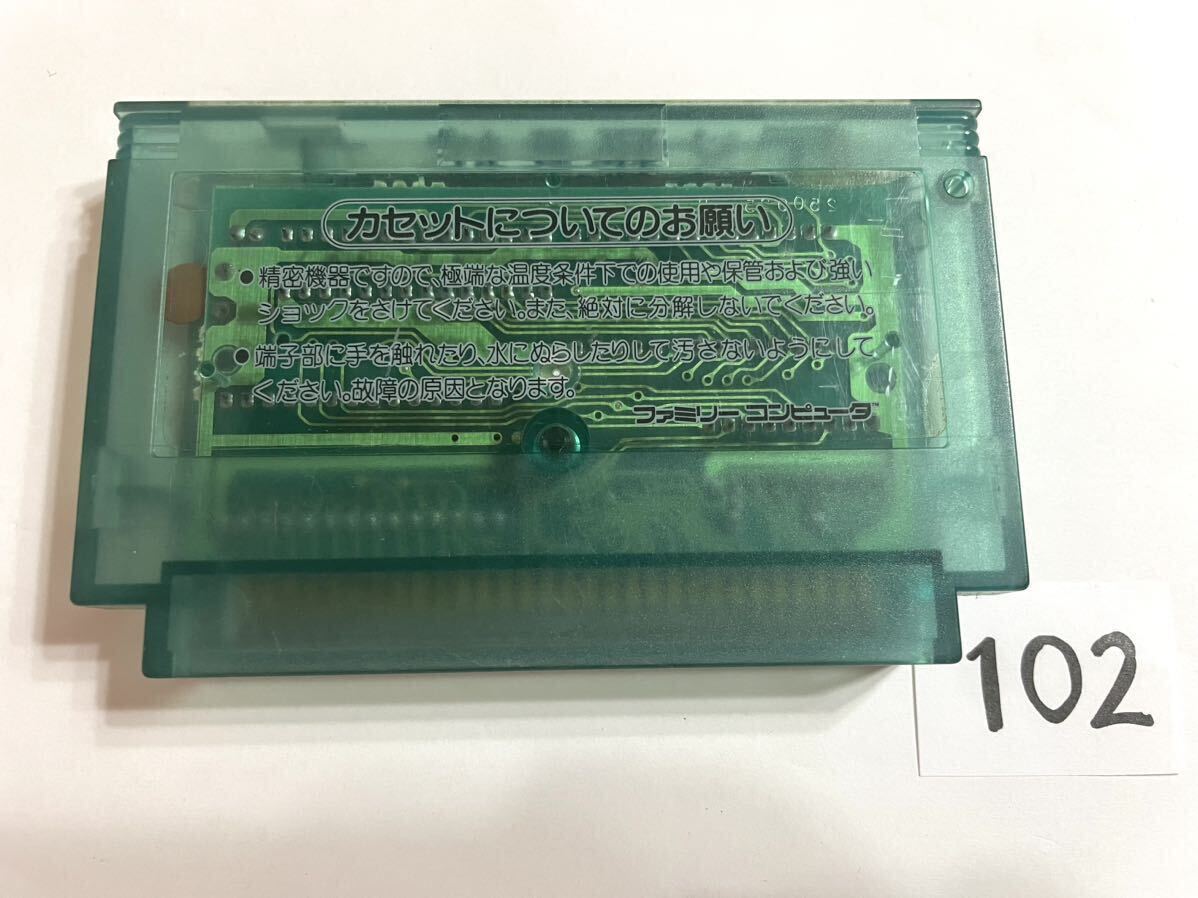 カセットについてのお願い
●精密機器ですので、極端な温度条件下での使用や保管および強い
ショックをさけてください。また、絶対に分解しないでください。
●端子部に手を触れたり、水にぬらしたりして汚さないようにして
ください。故障の原因となります。
ファミリーコンピュータ™
102